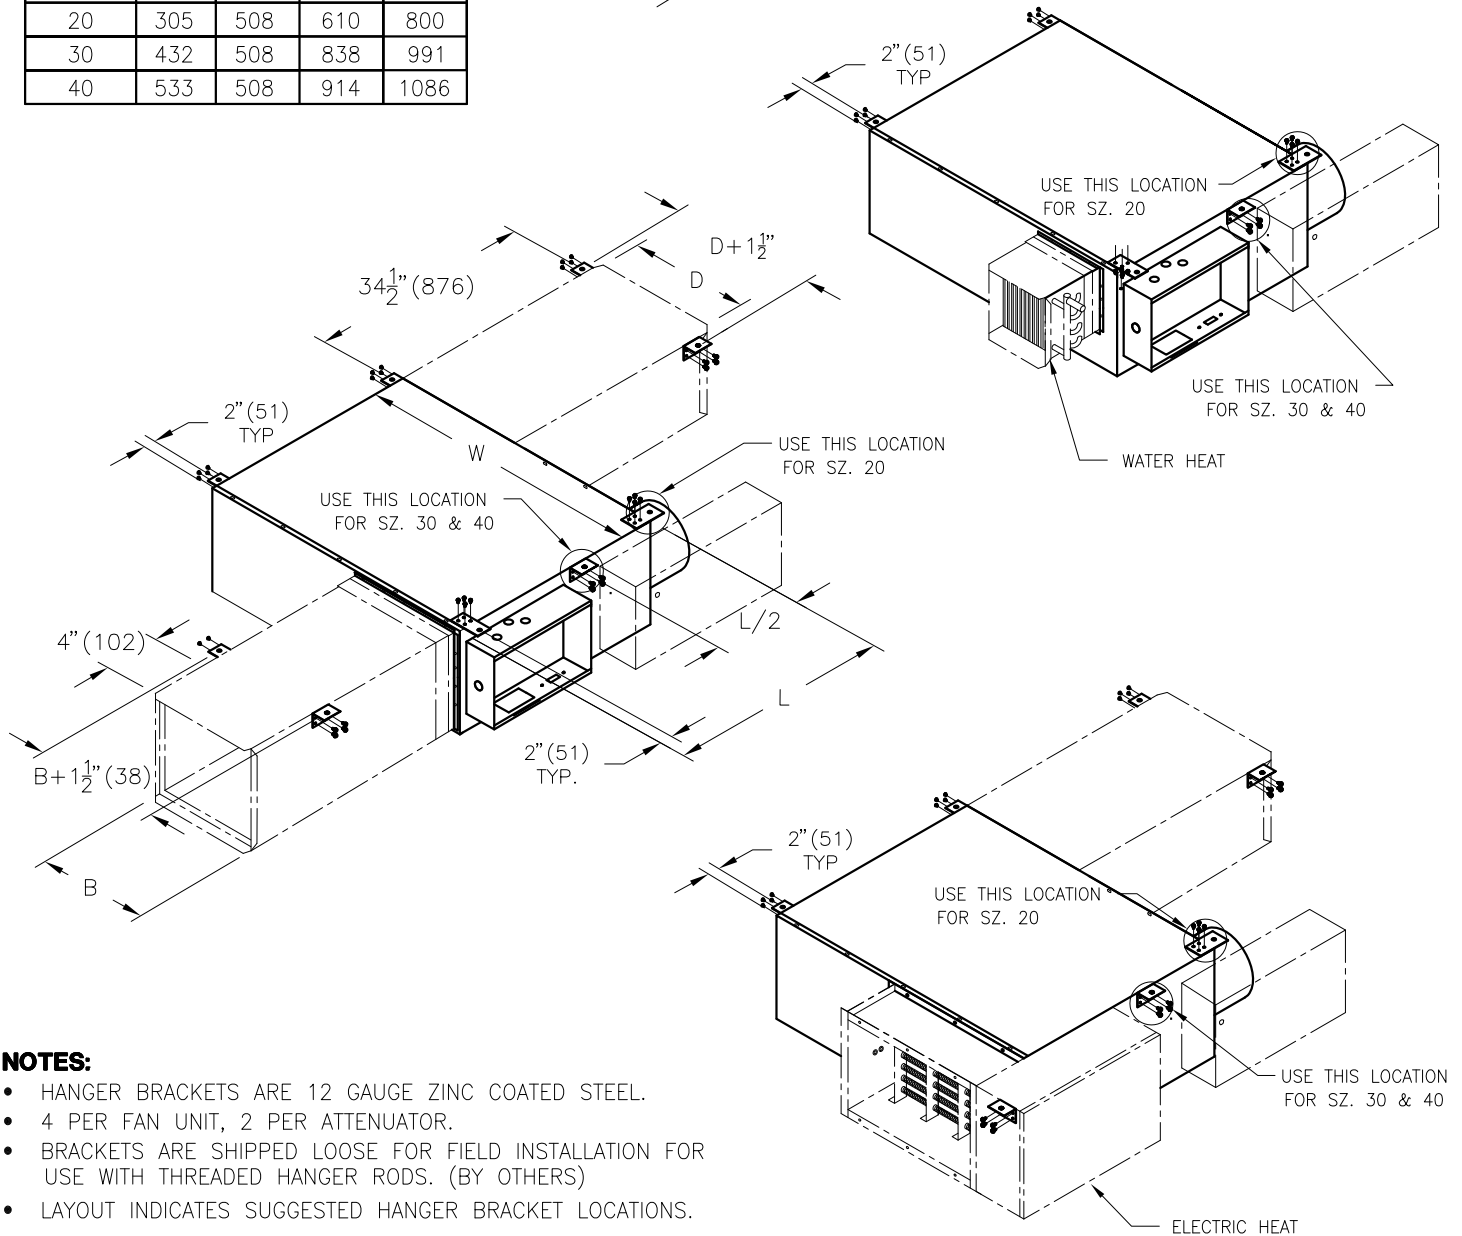 20 305 508 610 800
30 432 508 838 991
40 533 508 914 1086
2"(51)
TYP
USE THIS LOCATION
FOR SZ. 20
USE THIS LOCATION
FOR SZ. 30 & 40
WATER HEAT
D+1½"
D
34½"(876)
2"(51)
TYP
W
USE THIS LOCATION
FOR SZ. 20
USE THIS LOCATION
FOR SZ. 30 & 40
L/2
L
4"(102)
2"(51)
TYP.
B+1½"(38)
B
2"(51)
TYP
USE THIS LOCATION
FOR SZ. 20
USE THIS LOCATION
FOR SZ. 30 & 40
ELECTRIC HEAT
NOTES:
• HANGER BRACKETS ARE 12 GAUGE ZINC COATED STEEL.
• 4 PER FAN UNIT, 2 PER ATTENUATOR.
• BRACKETS ARE SHIPPED LOOSE FOR FIELD INSTALLATION FOR
USE WITH THREADED HANGER RODS. (BY OTHERS)
• LAYOUT INDICATES SUGGESTED HANGER BRACKET LOCATIONS.